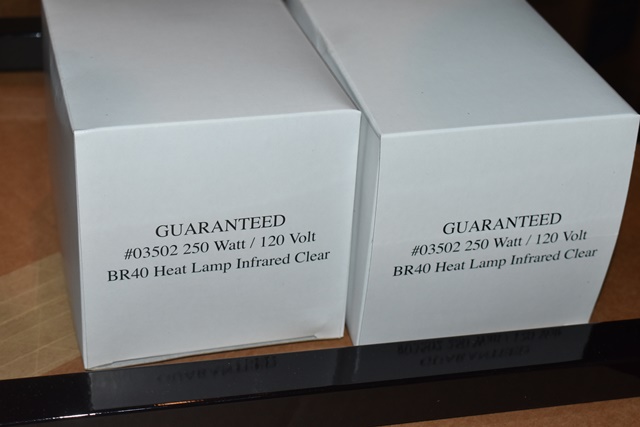 GUARANTEED
#03502 250 Watt / 120 Volt
BR40 Heat Lamp Infrared Clear
GUARANTEED
#03502 250 Watt / 120 Volt
BR40 Heat Lamp Infrared Clear